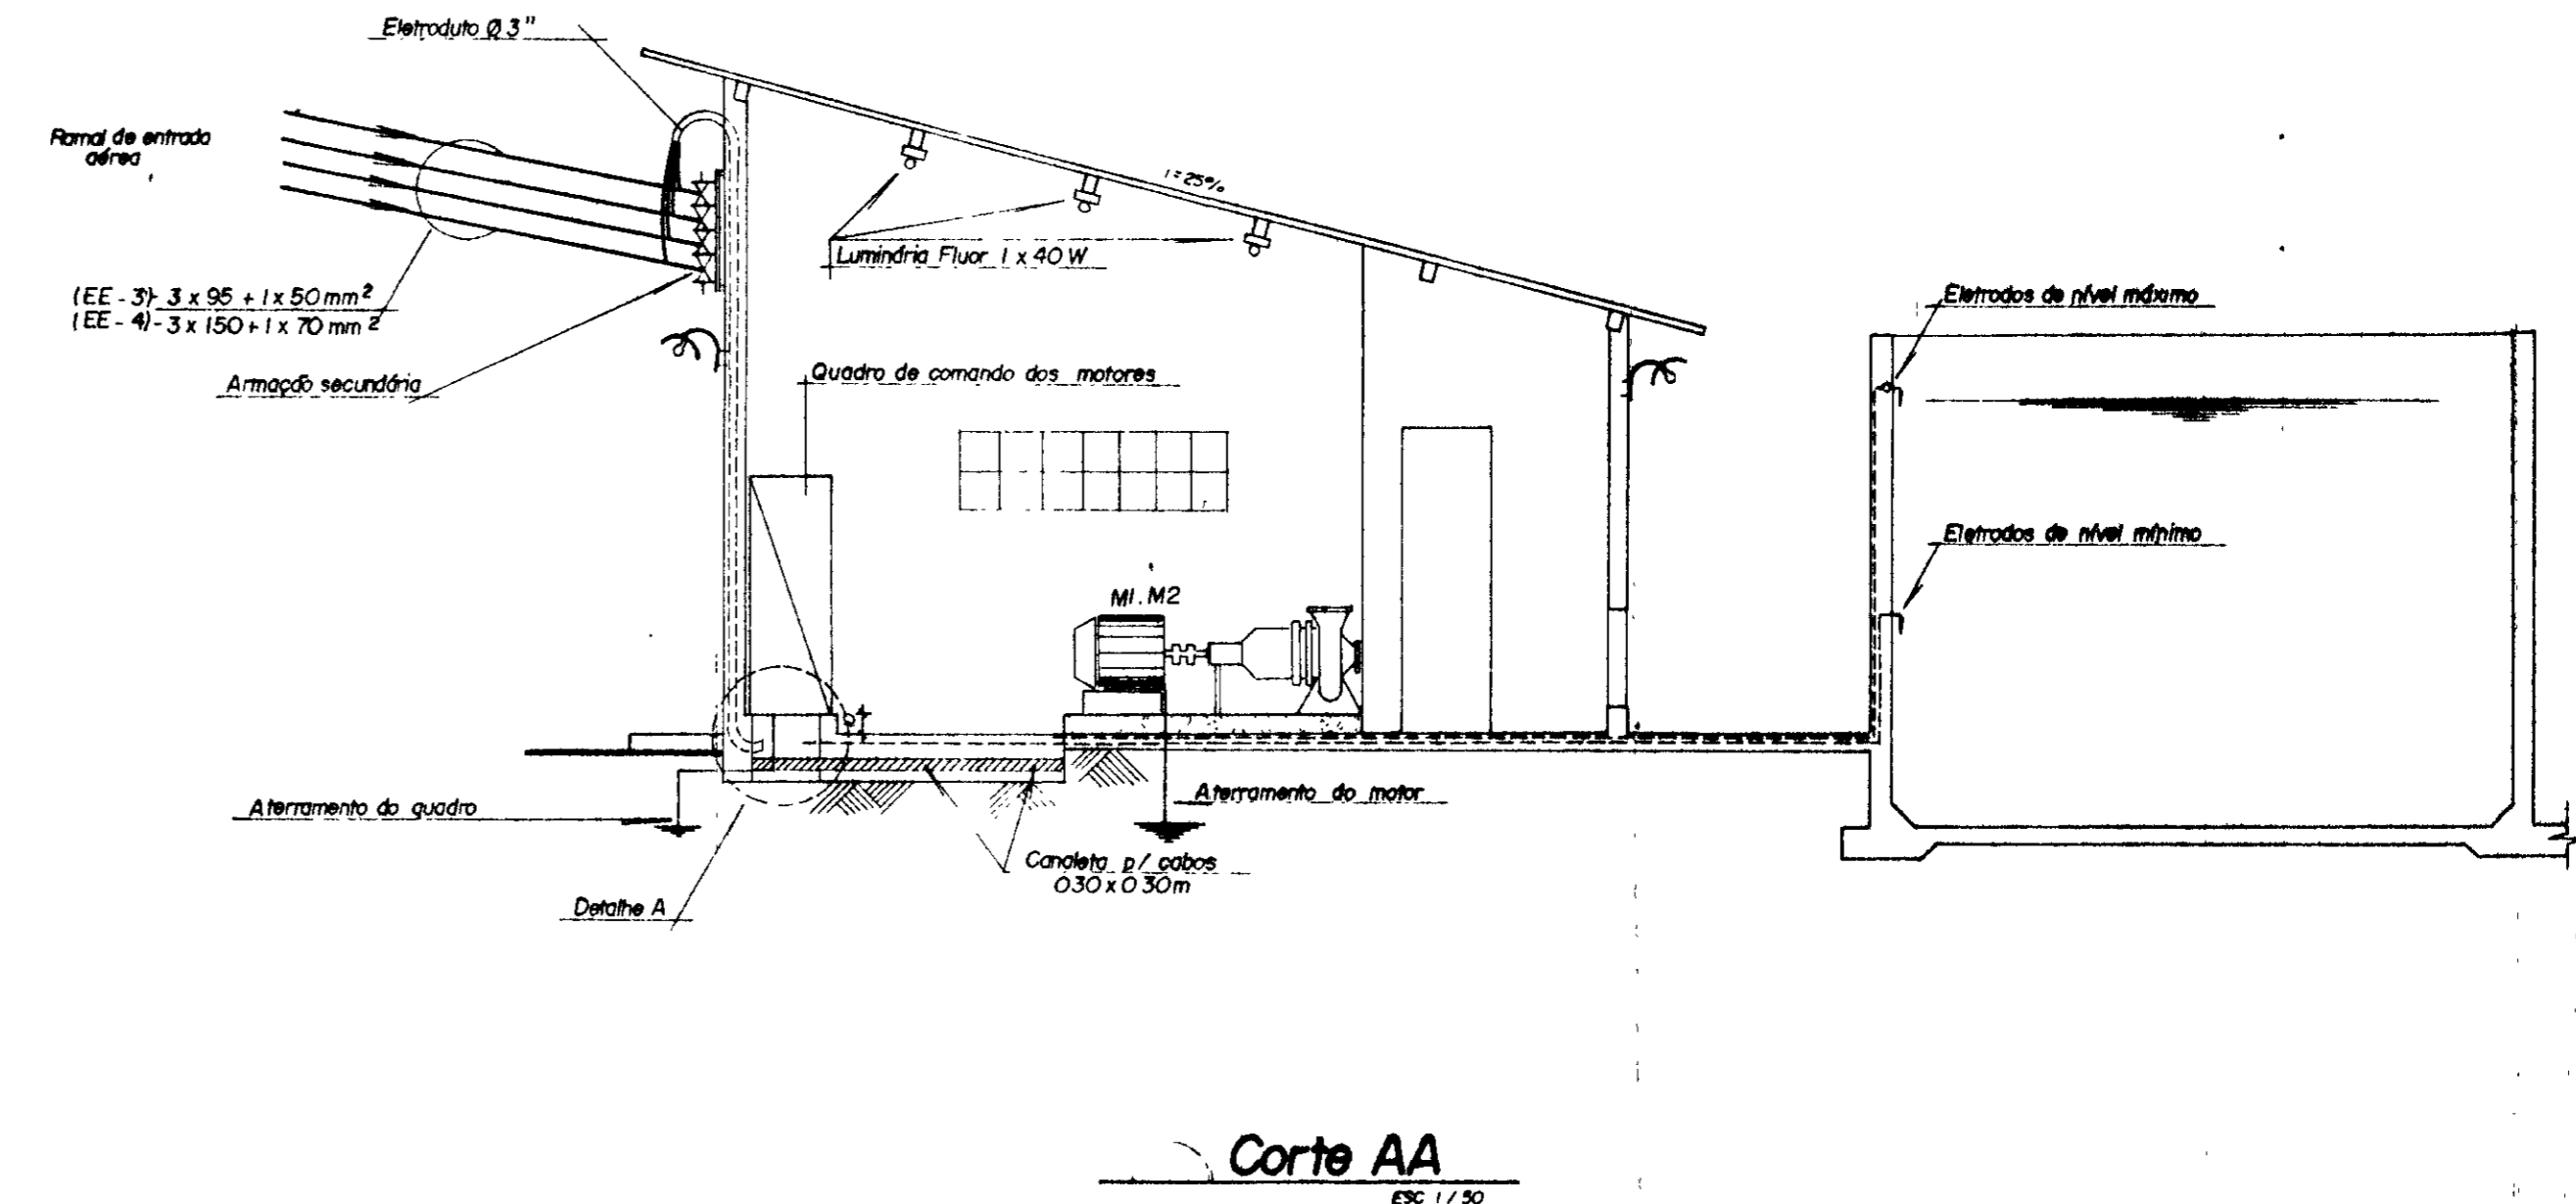 Eletroduto Ø 3"
Ramal de entrada
aérea
i = 25%
Luminária Fluor 1 x 40 W
(EE - 3)- 3 x 95 + 1 x 50 mm²
(EE - 4)- 3 x 150 + 1 x 70 mm²
Eletrodos de nível máximo
Armação secundária
Quadro de comando dos motores
Eletrodos de nível mínimo
M1. M2
Aterramento do quadro
Aterramento do motor
Canaleta p/ cabos
030 x 0 30 m
Detalhe A
Corte AA
ESC 1 / 50